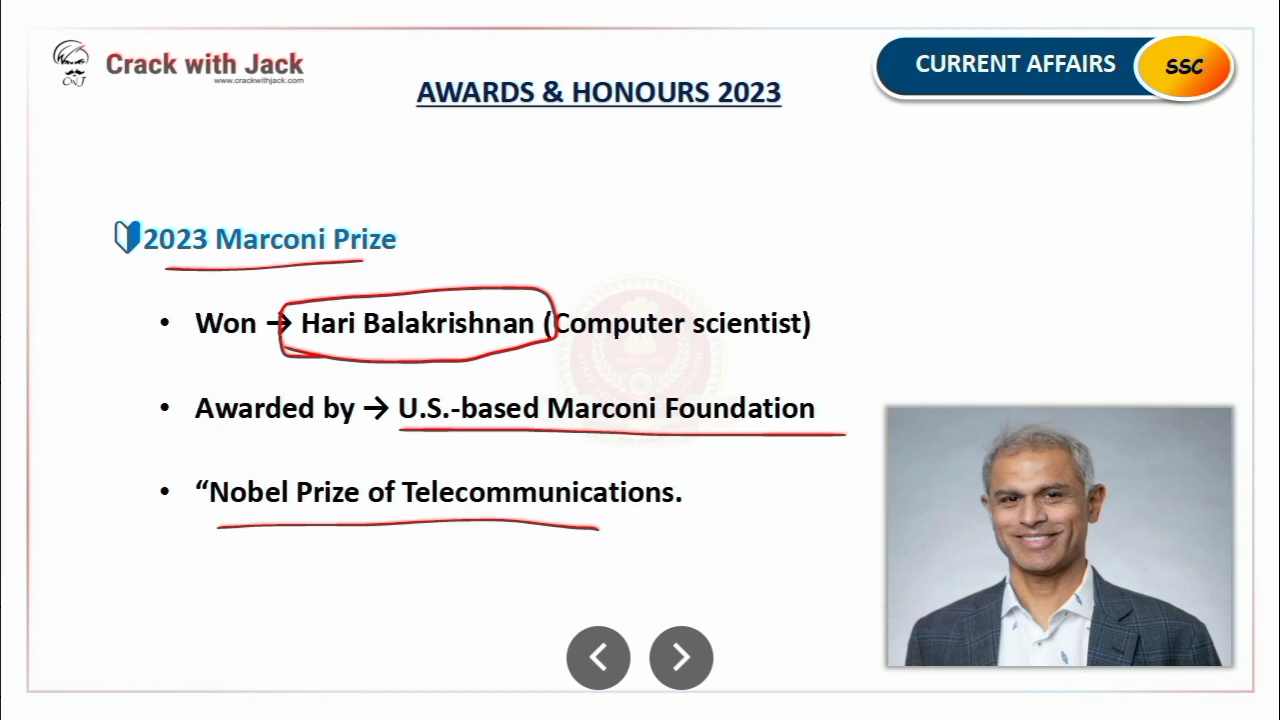 Crack with Jack
www.crackwithjack.com
CwJ
CURRENT AFFAIRS
SSC
AWARDS & HONOURS 2023
2023 Marconi Prize
• Won → Hari Balakrishnan (Computer scientist)
• Awarded by → U.S.-based Marconi Foundation
• “Nobel Prize of Telecommunications.